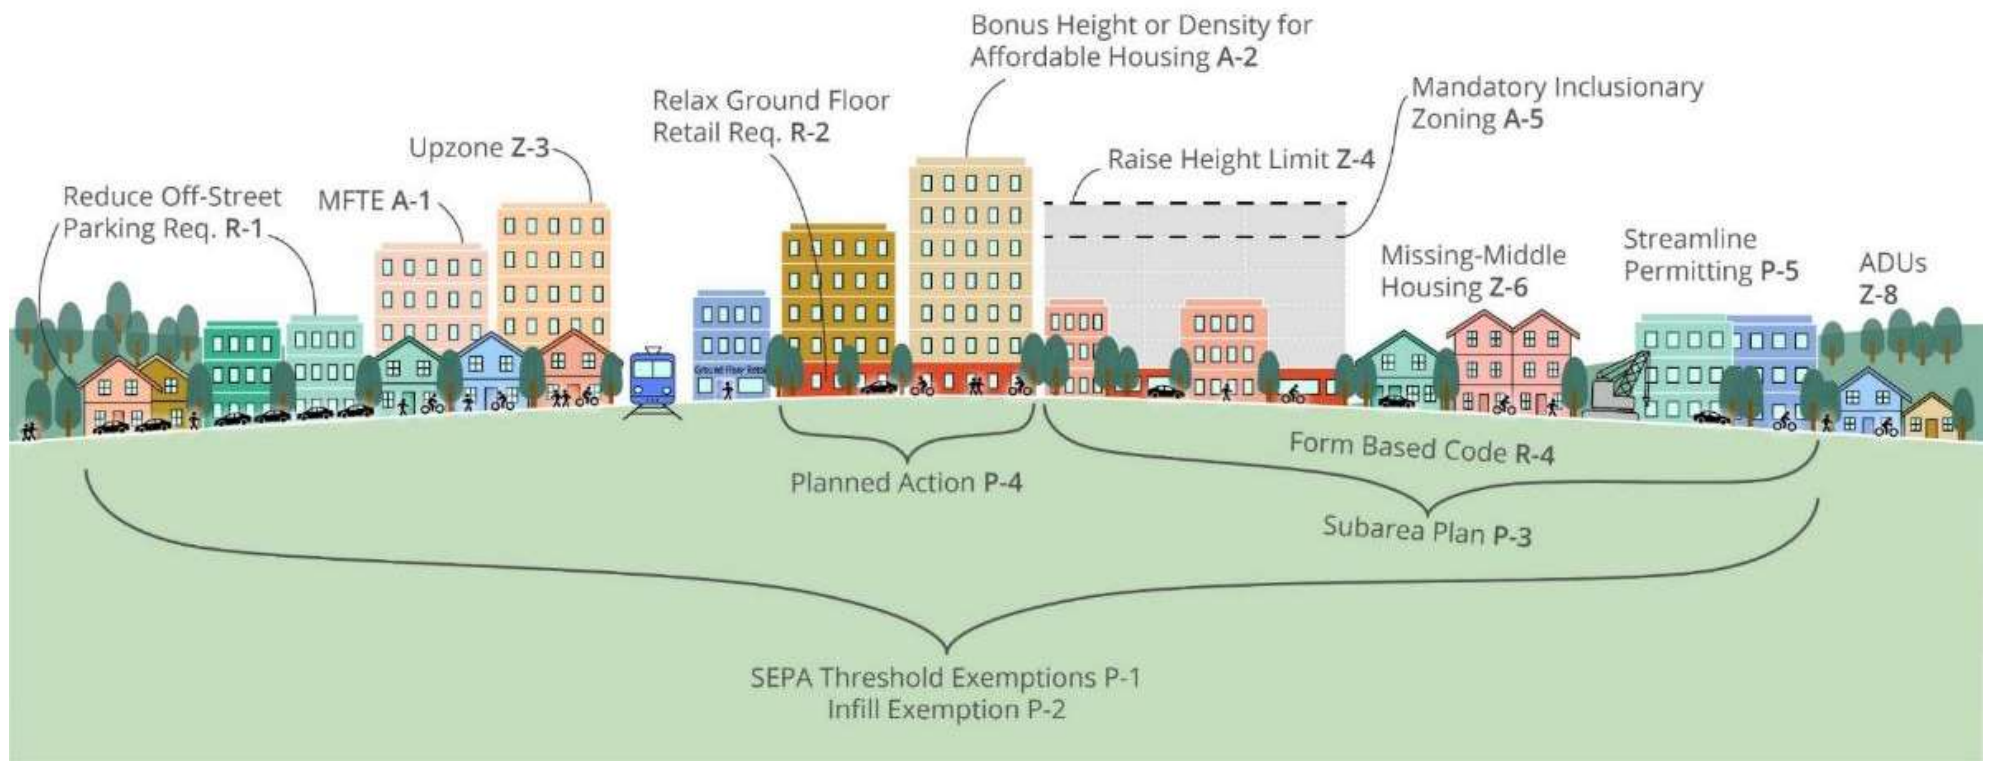 Bonus Height or Density for
Affordable Housing A-2
Mandatory Inclusionary
Zoning A-5
Relax Ground Floor
Retail Req. R-2
Upzone Z-3
Raise Height Limit Z-4
Reduce Off-Street
Parking Req. R-1
MFTE A-1
Missing-Middle
Housing Z-6
Streamline
Permitting P-5
ADUs
Z-8
Ground Floor Retail
Form Based Code R-4
Planned Action P-4
Subarea Plan P-3
SEPA Threshold Exemptions P-1
Infill Exemption P-2